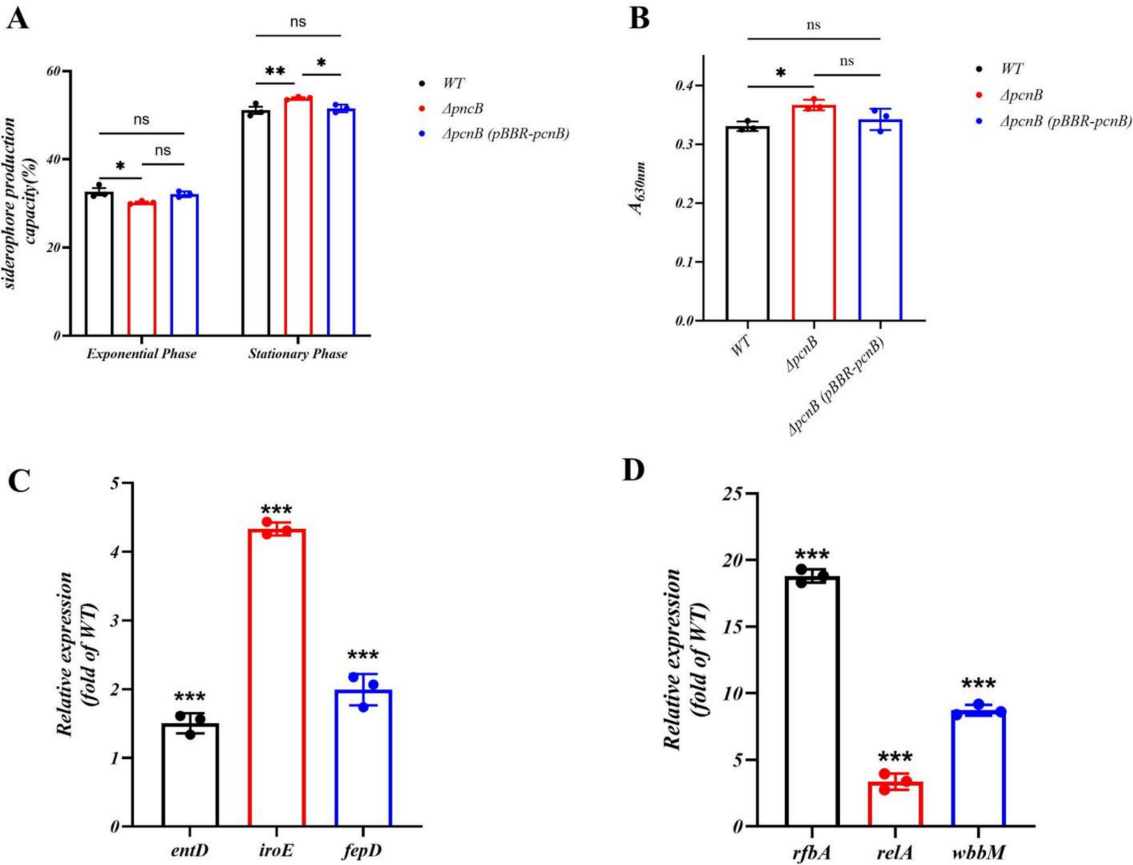 A
siderophore production
capacity(%)
60
40
20
0
ns
ns
*
ns
**
*
Exponential Phase
Stationary Phase
WT
ΔpncB
ΔpcnB (pBBR-pcnB)
B
A630nm
0.4
0.3
0.2
0.1
0.0
ns
ns
*
WT
ΔpcnB
ΔpcnB (pBBR-pcnB)
WT
ΔpcnB
ΔpcnB (pBBR-pcnB)
C
Relative expression
(fold of WT)
5
4
3
2
1
0
***
***
***
entD
iroE
fepD
D
Relative expression
(fold of WT)
25
20
15
10
5
0
***
***
***
rfbA
relA
wbbM